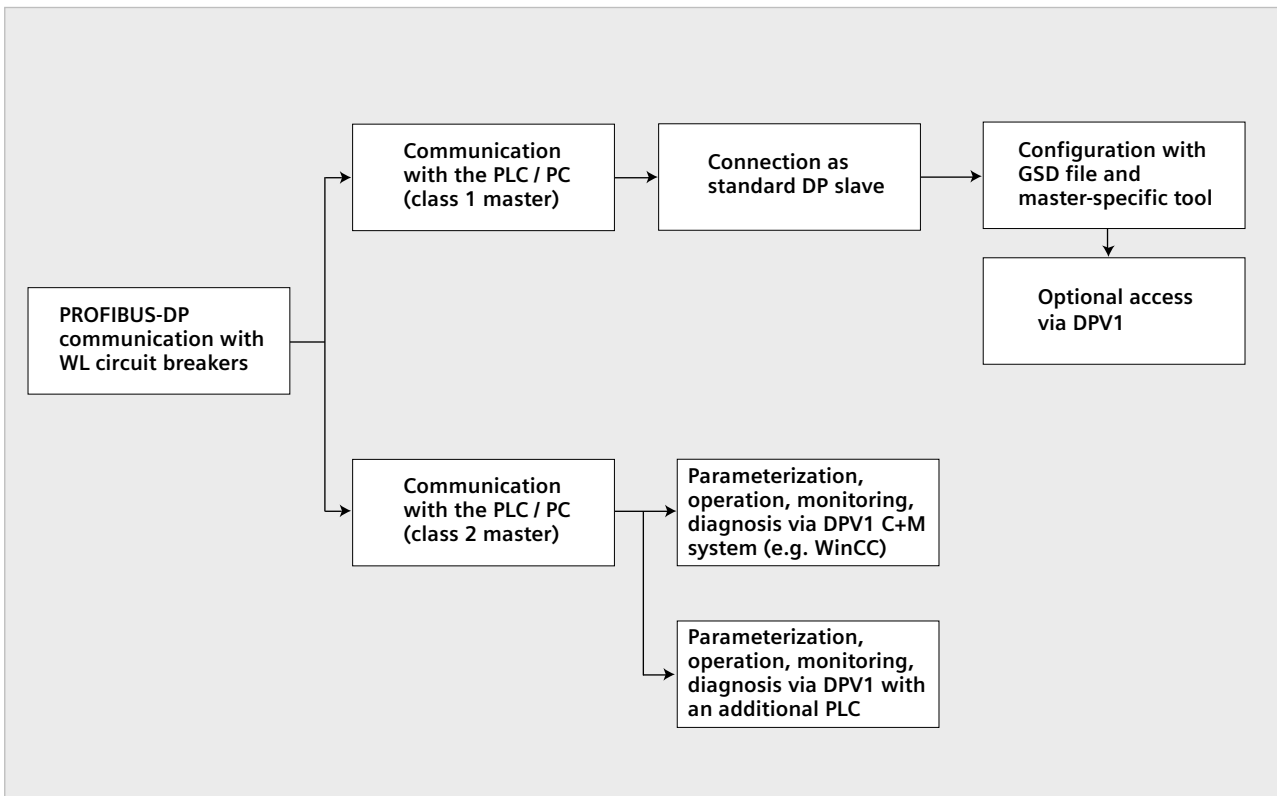 PROFIBUS-DP
communication with
WL circuit breakers
Communication
with the PLC / PC
(class 1 master)
Connection as
standard DP slave
Configuration with
GSD file and
master-specific tool
Optional access
via DPV1
Communication
with the PLC / PC
(class 2 master)
Parameterization,
operation, monitoring,
diagnosis via DPV1 C+M
system (e.g. WinCC)
Parameterization,
operation, monitoring,
diagnosis via DPV1 with
an additional PLC